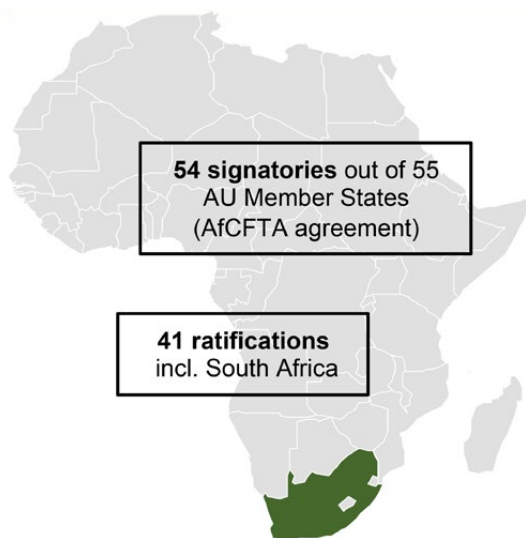 54 signatories out of 55
AU Member States
(AfCFTA agreement)
41 ratifications
incl. South Africa